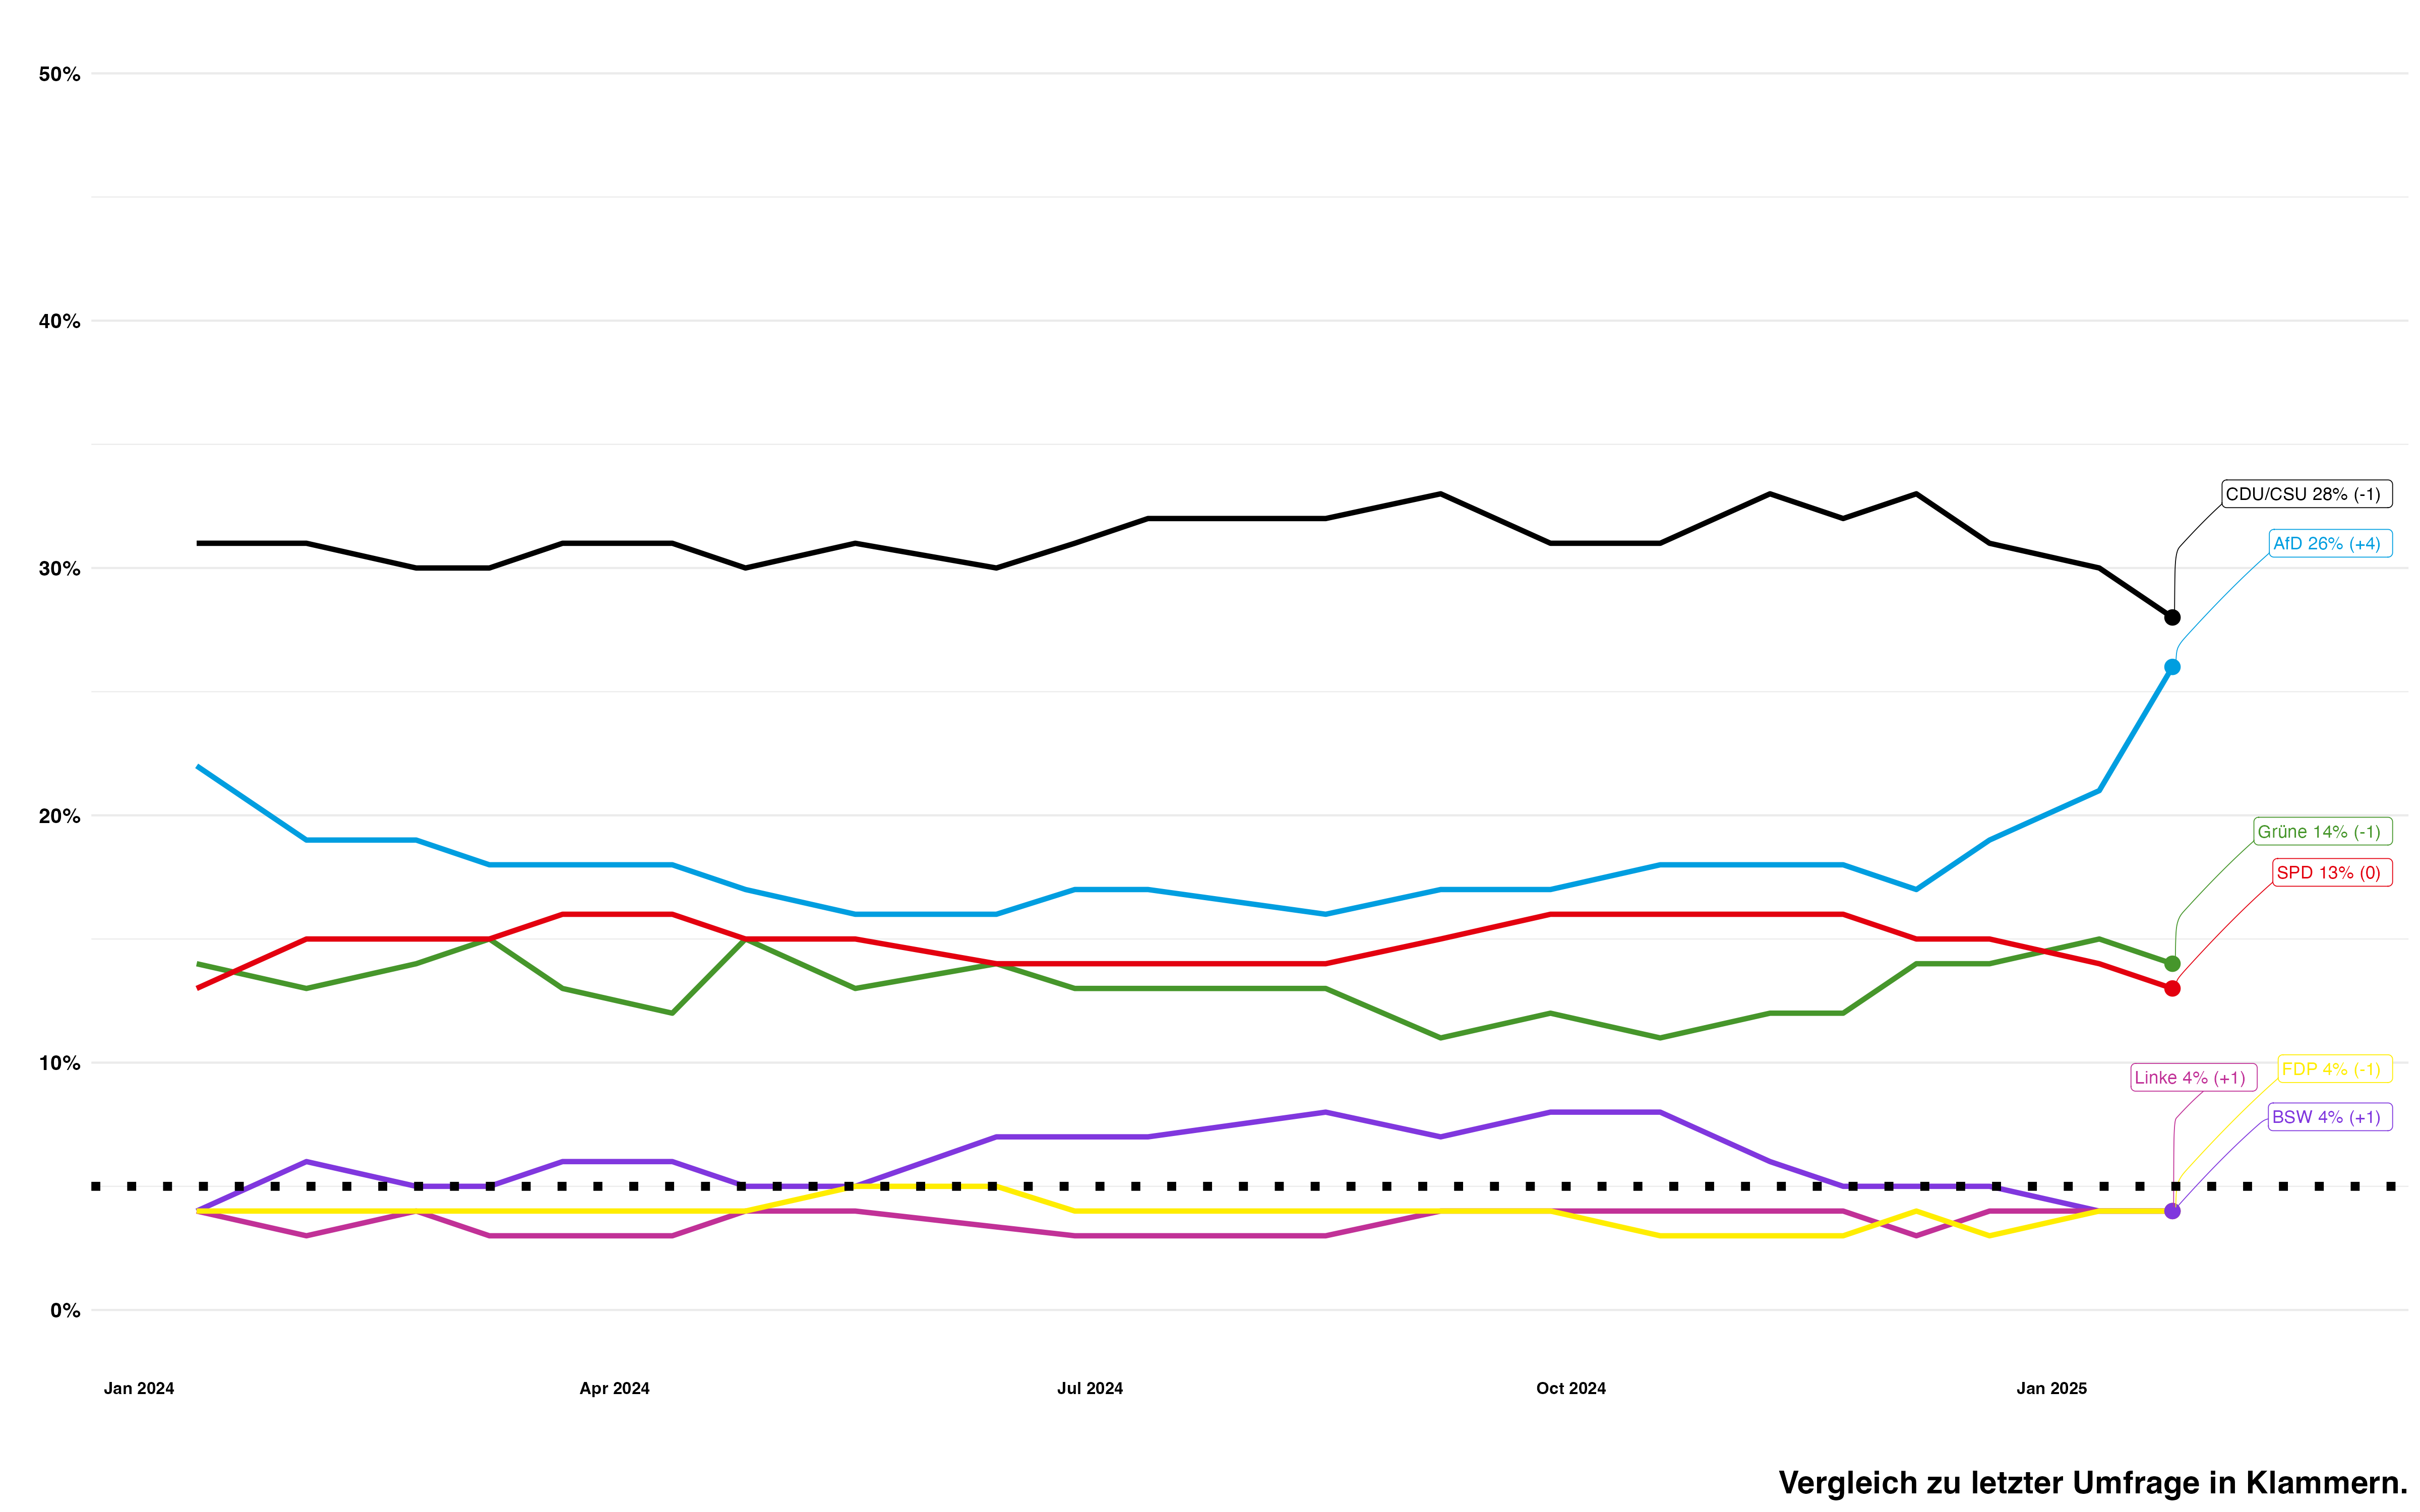 50%
40%
30%
20%
10%
0%
CDU/CSU 28% (-1)
AfD 26% (+4)
Grüne 14% (-1)
SPD 13% (0)
Linke 4% (+1)
FDP 4% (-1)
BSW 4% (+1)
Jan 2024
Apr 2024
Jul 2024
Oct 2024
Jan 2025
Vergleich zu letzter Umfrage in Klammern.